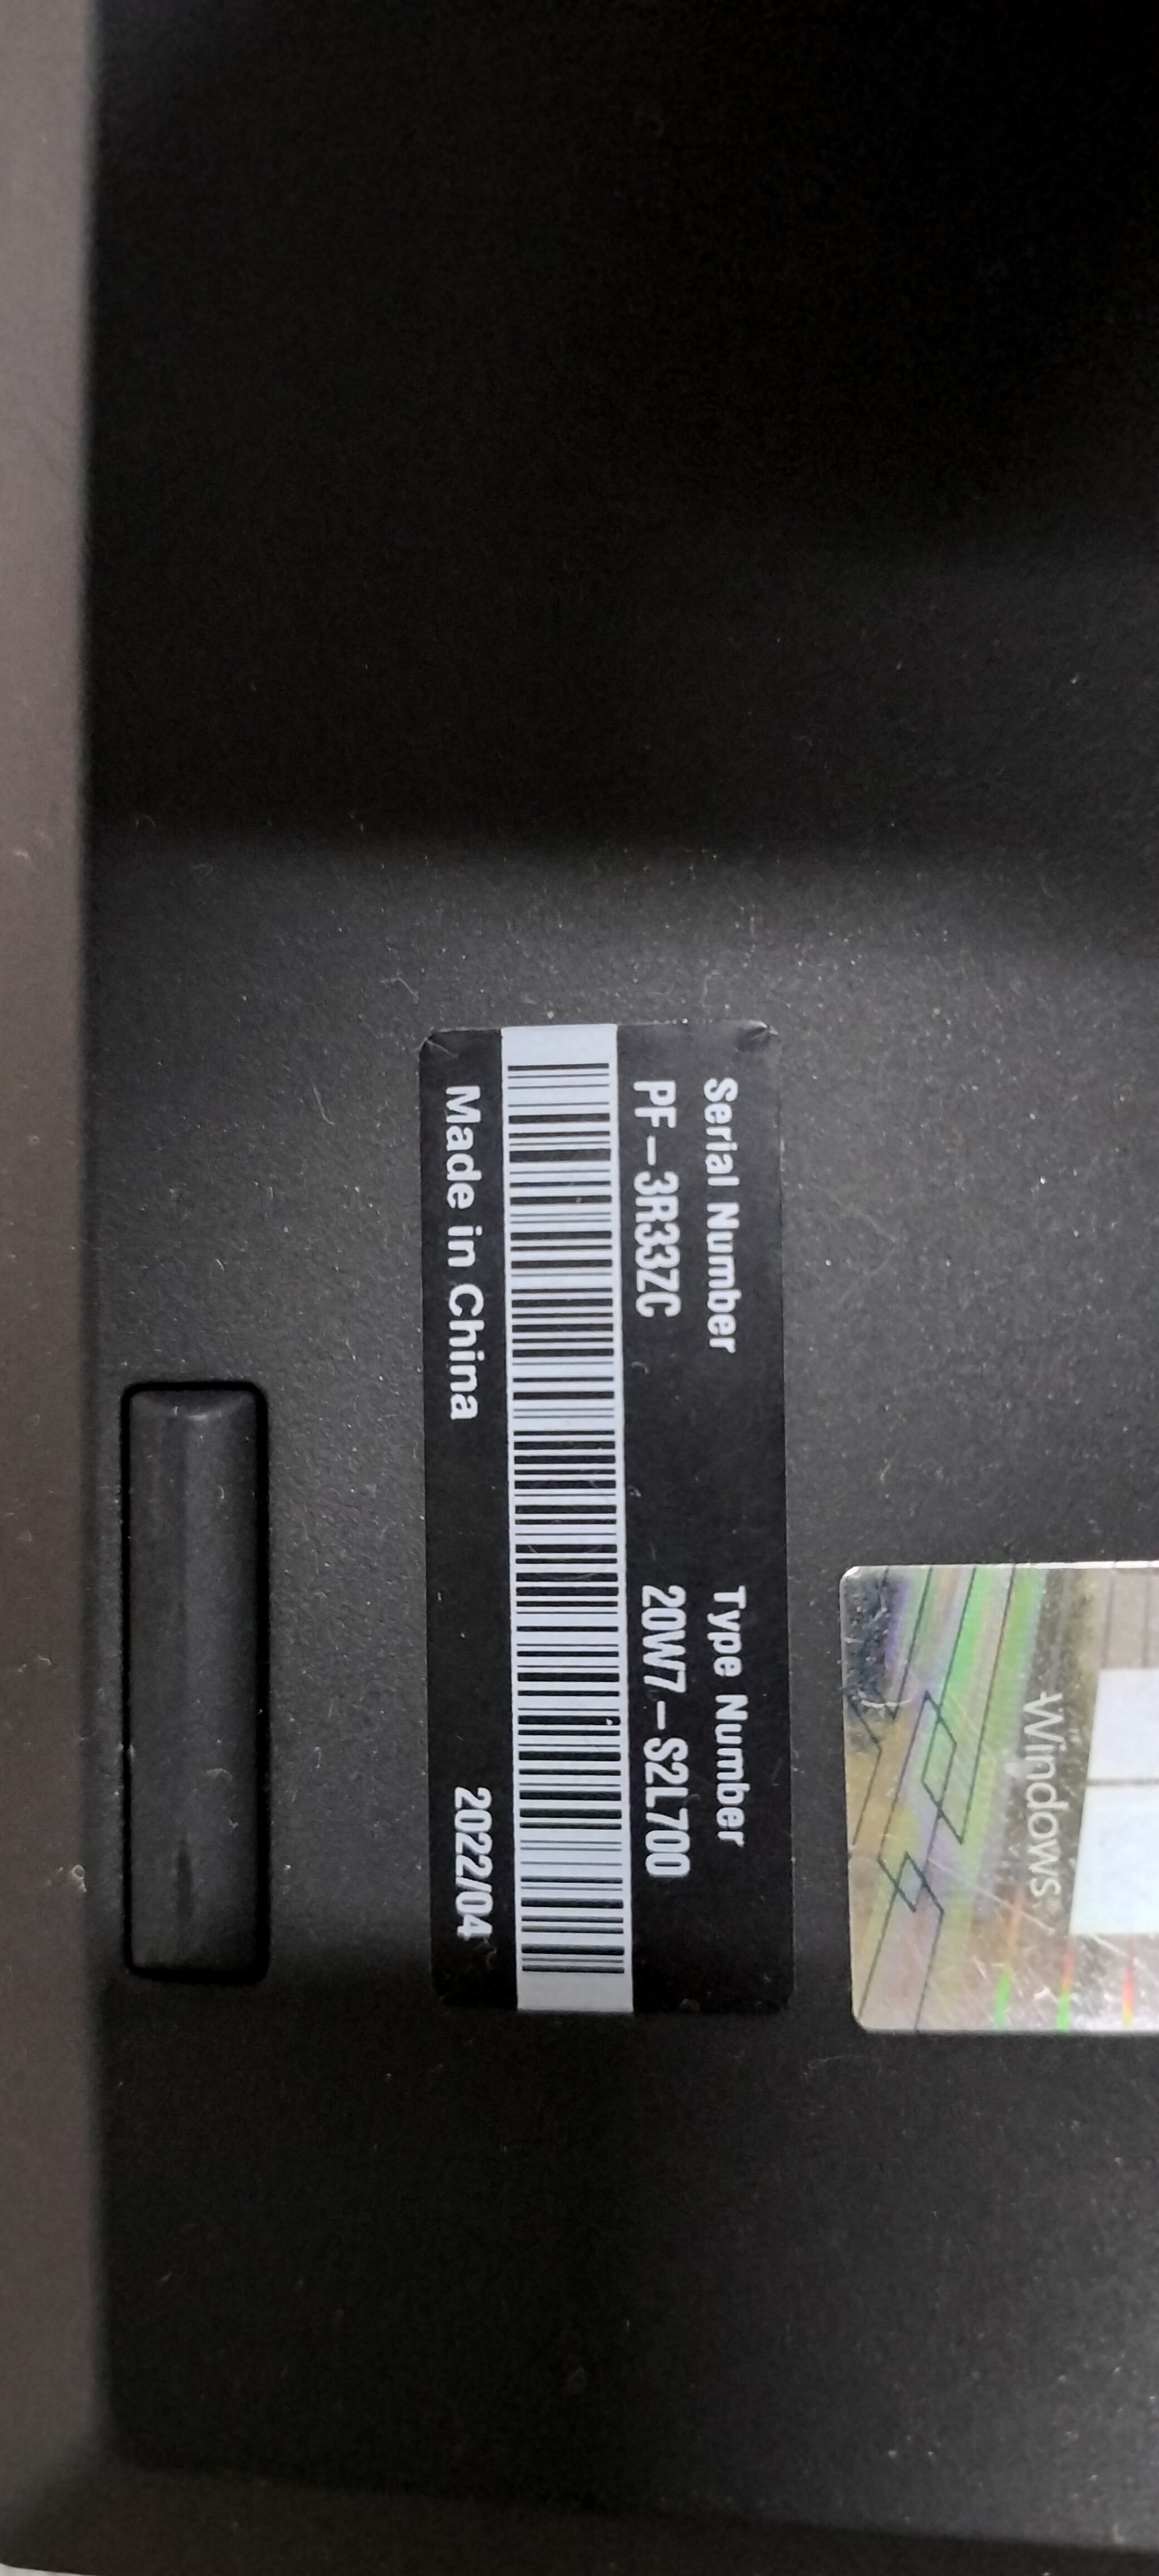 Serial Number
Type Number
PF-3R33ZC
20W7-S2L700
Made in China
2022/04
Windows®